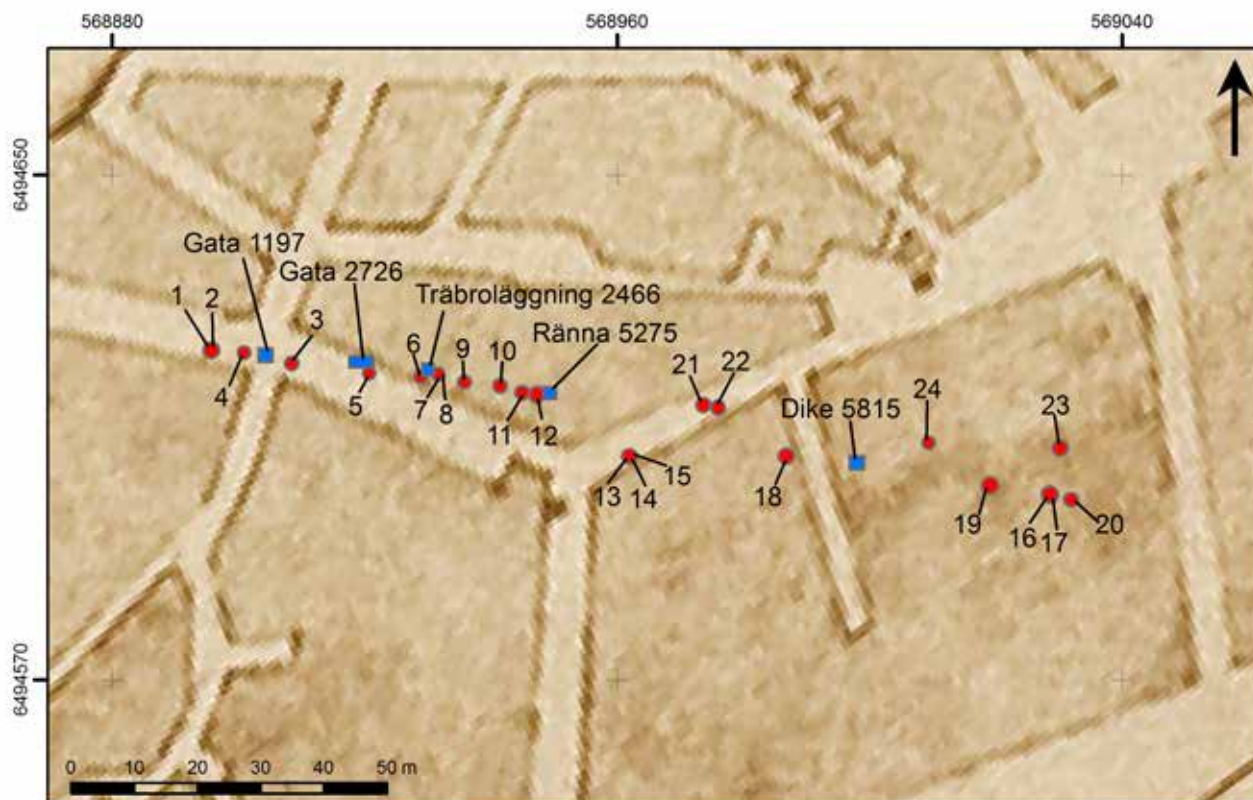 568880 568960 569040
6494650
Gata 1197
Gata 2726
Träbroläggning 2466
Ränna 5275
1 2 3
6 9 10
4 5 7 8 11 12
21 22
Dike 5815
24 23
13 14 15
18
19 16 17 20
6494570
0 10 20 30 40 50 m